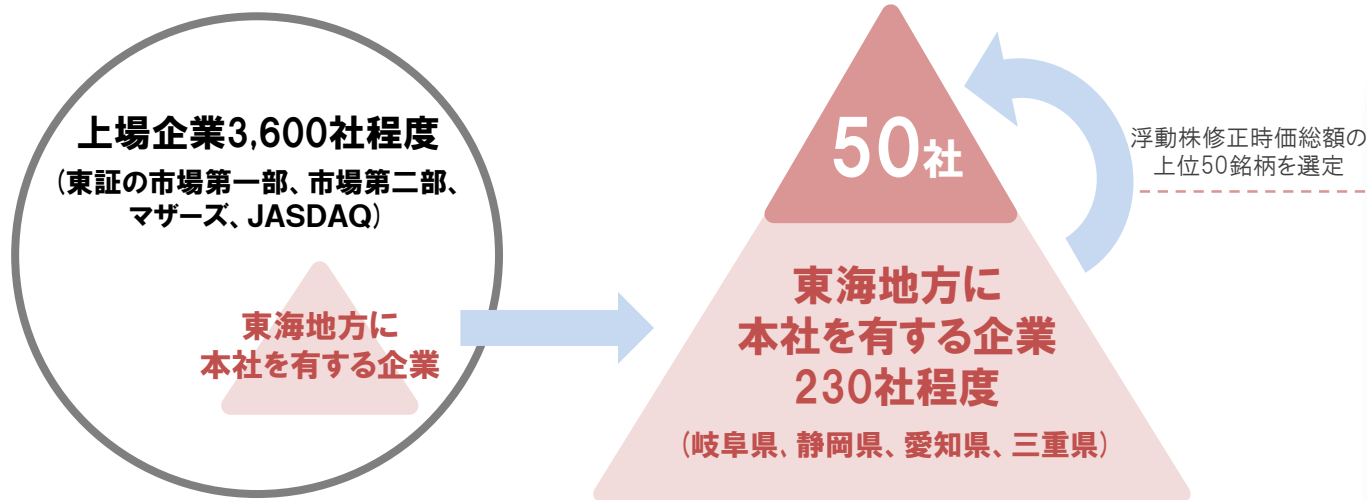 上場企業3,600社程度
(東証の市場第一部、市場第二部、
マザーズ、JASDAQ)
東海地方に
本社を有する企業
50社
浮動株修正時価総額の
上位50銘柄を選定
東海地方に
本社を有する企業
230社程度
(岐阜県、静岡県、愛知県、三重県)